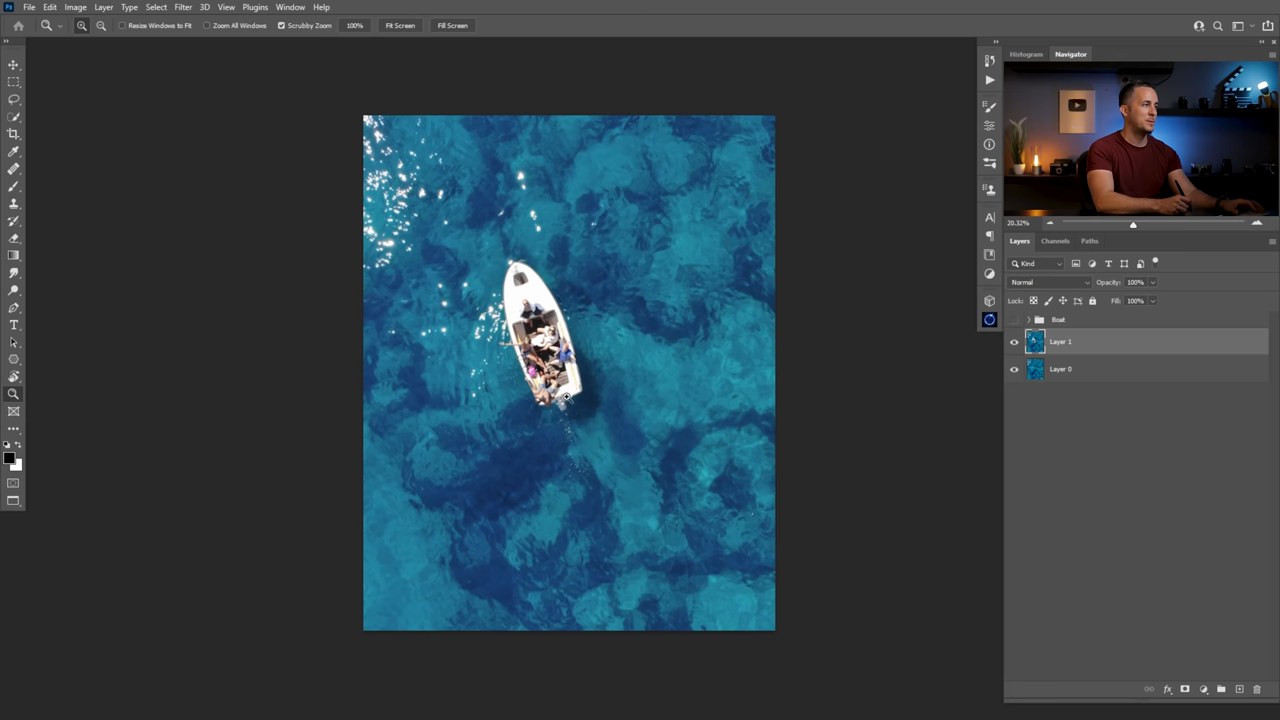 Ps File Edit Image Layer Type Select Filter 3D View Plugins Window Help
Resize Windows to Fit Zoom All Windows Scrubby Zoom 100% Fit Screen Fill Screen
Histogram Navigator
20.32%
Layers Channels Paths
Kind
Normal Opacity: 100%
Lock: Fill: 100%
Boat
Layer 1
Layer 0